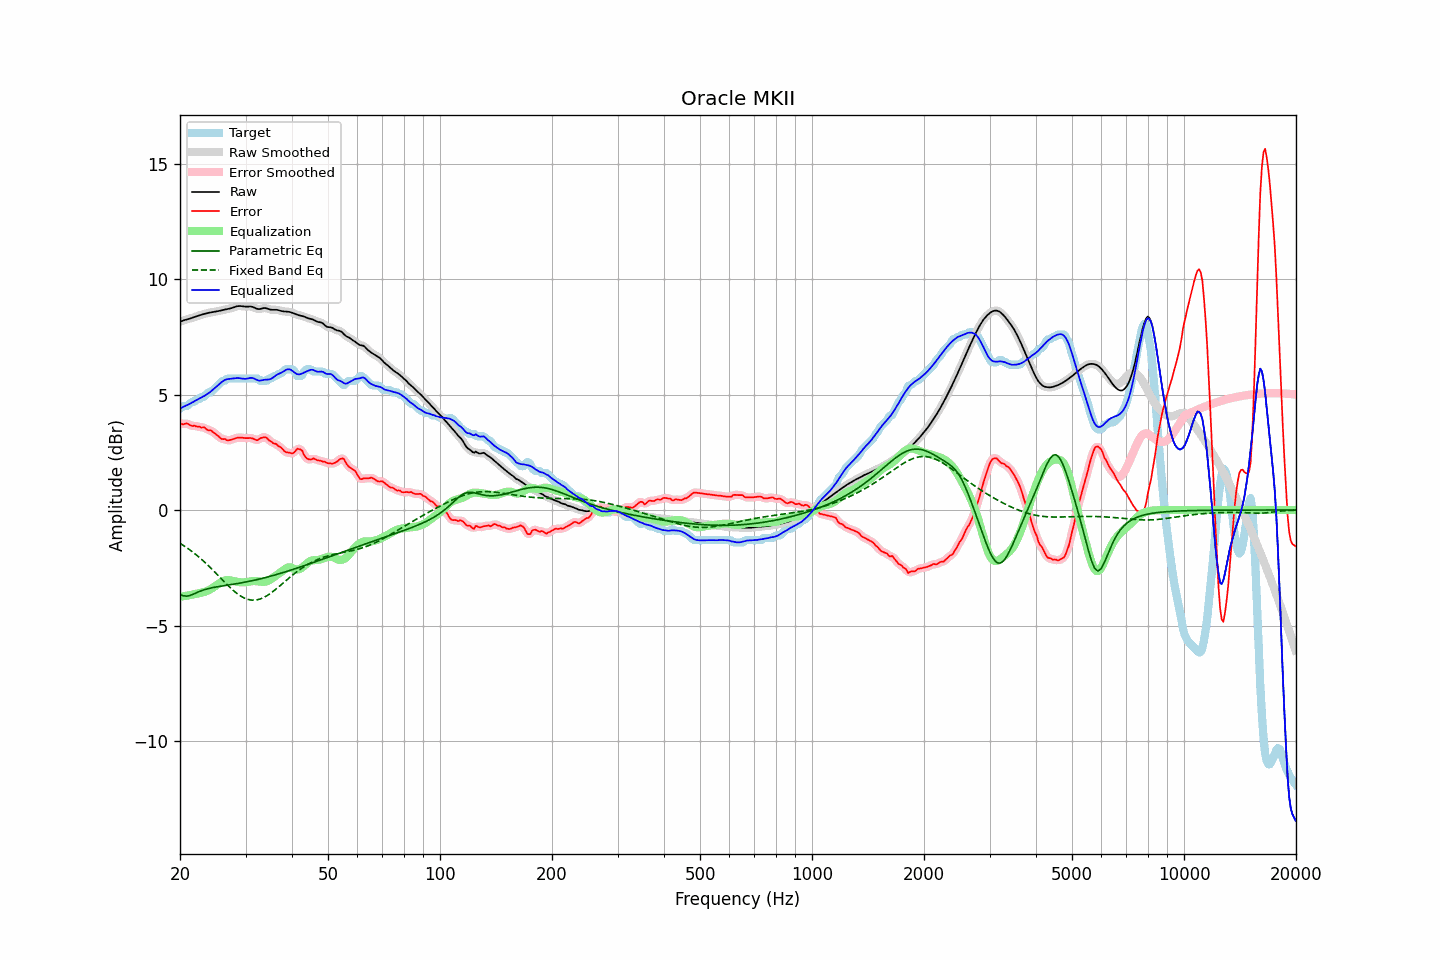 Oracle MKII
Target
Raw Smoothed
Error Smoothed
Raw
Error
Equalization
Parametric Eq
Fixed Band Eq
Equalized
15
10
5
0
−5
−10
Amplitude (dBr)
20 50 100 200 500 1000 2000 5000 10000 20000
Frequency (Hz)